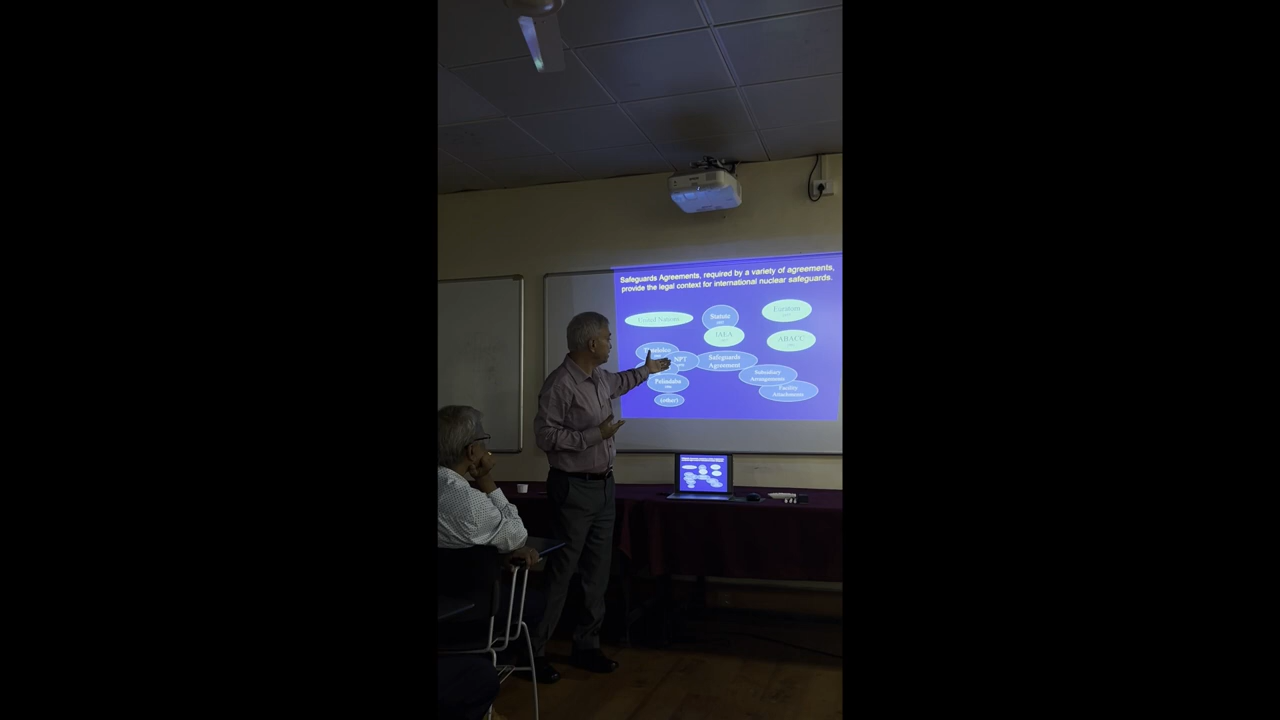 Safeguards Agreements, required by a variety of agreements,
provide the legal context for international nuclear safeguards.
United Nations
Statute
Euratom
IAEA
ABACC
NPT
Safeguards
Agreement
Pelindaba
Subsidiary
Arrangements
Facility
Attachments
(other)